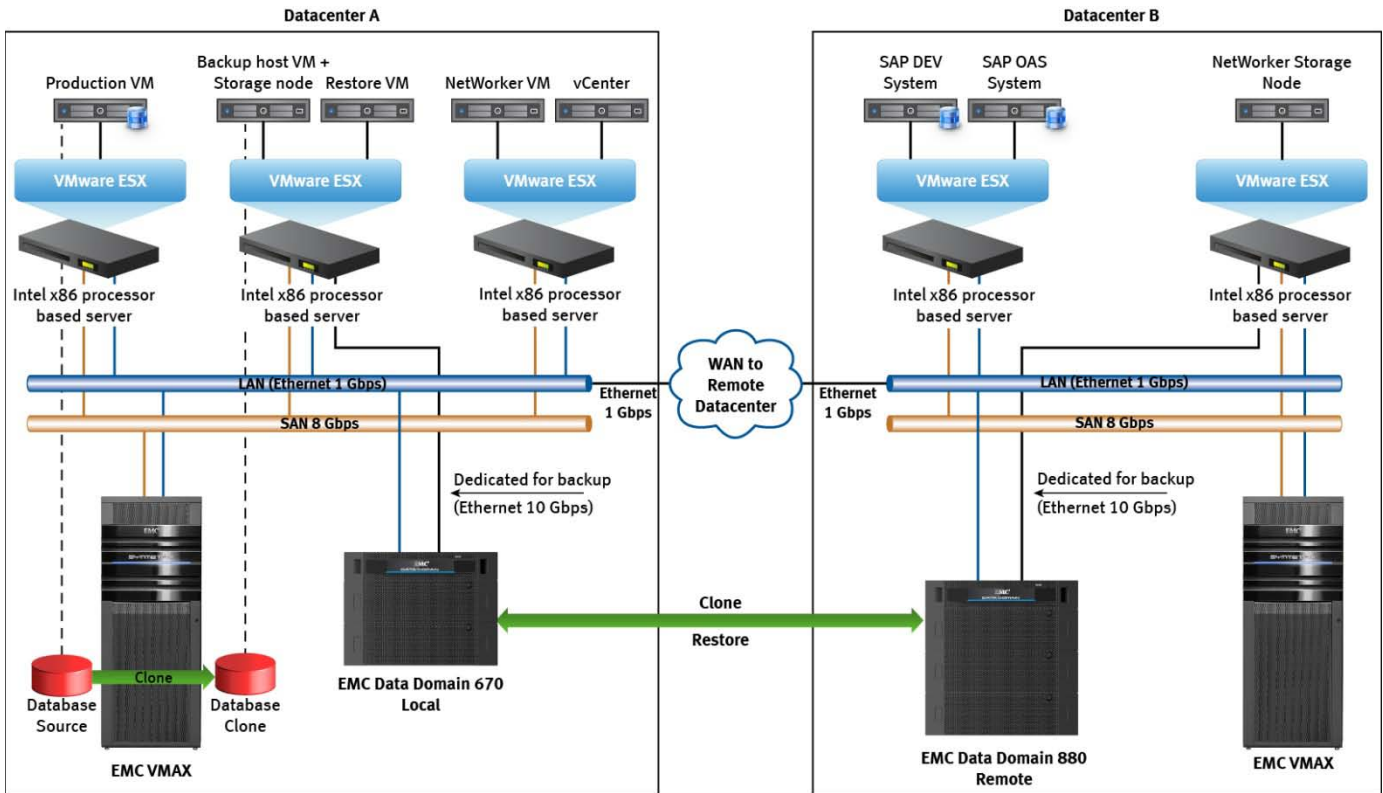 Datacenter A
Datacenter B
Production VM
Backup host VM +
Storage node
Restore VM
NetWorker VM
vCenter
SAP DEV
System
SAP OAS
System
NetWorker Storage
Node
VMware ESX
VMware ESX
VMware ESX
VMware ESX
VMware ESX
Intel x86 processor
based server
Intel x86 processor
based server
Intel x86 processor
based server
Intel x86 processor
based server
Intel x86 processor
based server
LAN (Ethernet 1 Gbps)
SAN 8 Gbps
Ethernet
1 Gbps
WAN to
Remote
Datacenter
Ethernet
1 Gbps
LAN (Ethernet 1 Gbps)
SAN 8 Gbps
Dedicated for backup
(Ethernet 10 Gbps)
Dedicated for backup
(Ethernet 10 Gbps)
EMC
EMC
EMC
EMC
Clone
Restore
Clone
Database
Source
Database
Clone
EMC VMAX
EMC Data Domain 670
Local
EMC Data Domain 880
Remote
EMC VMAX